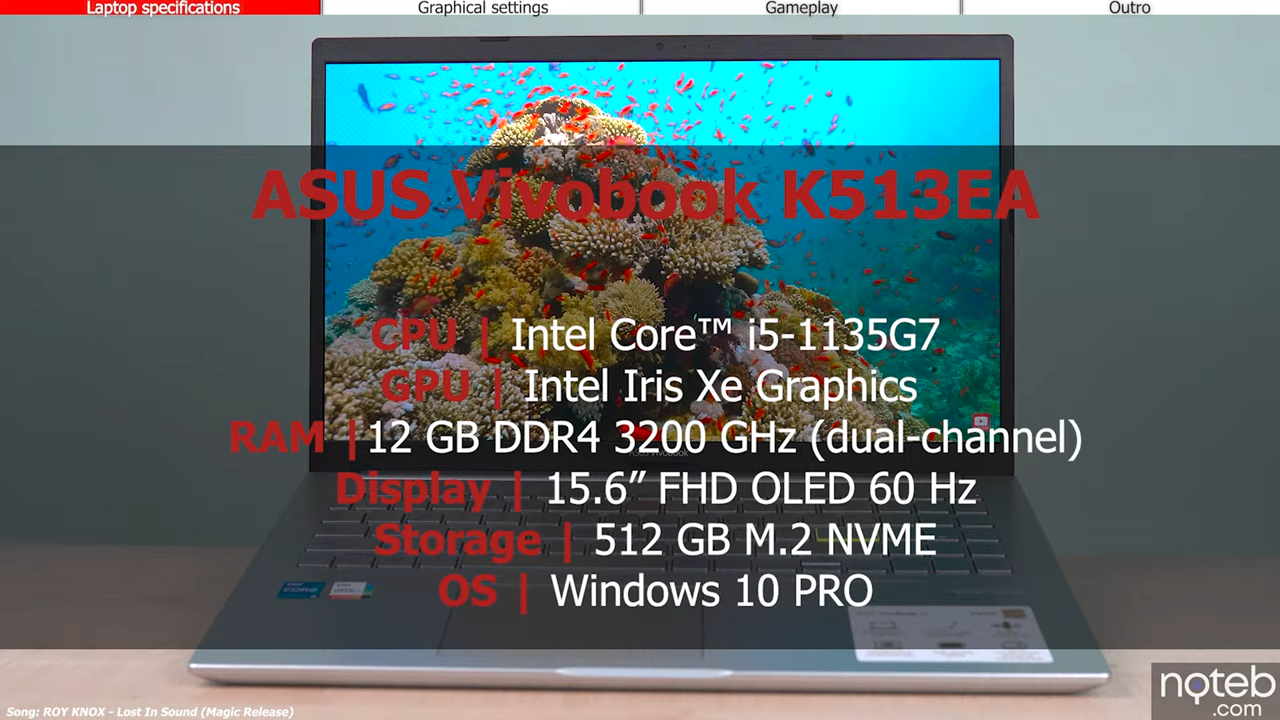 Laptop specifications
Graphical settings
Gameplay
Outro
ASUS Vivobook K513EA
CPU | Intel Core™ i5-1135G7
GPU | Intel Iris Xe Graphics
RAM | 12 GB DDR4 3200 GHz (dual-channel)
ASUS Vivobook
Display | 15.6” FHD OLED 60 Hz
Storage | 512 GB M.2 NVME
OS | Windows 10 PRO
Song: ROY KNOX - Lost In Sound (Magic Release)
noteb
.com